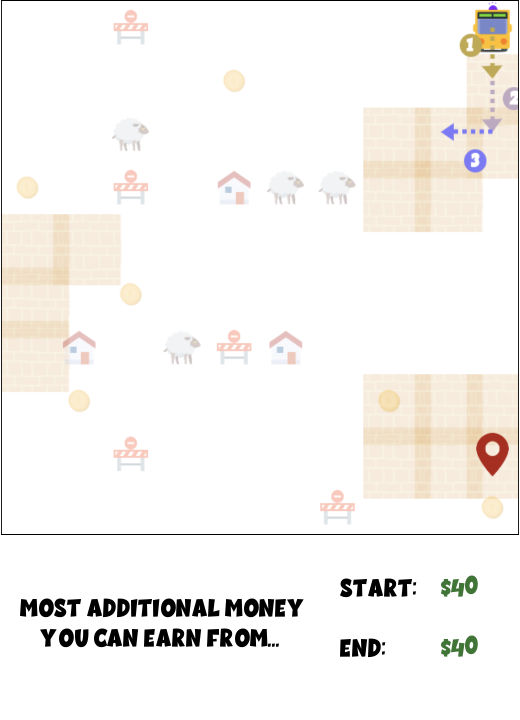 1
2
3
MOST ADDITIONAL MONEY
YOU CAN EARN FROM...
START: $40
END: $40